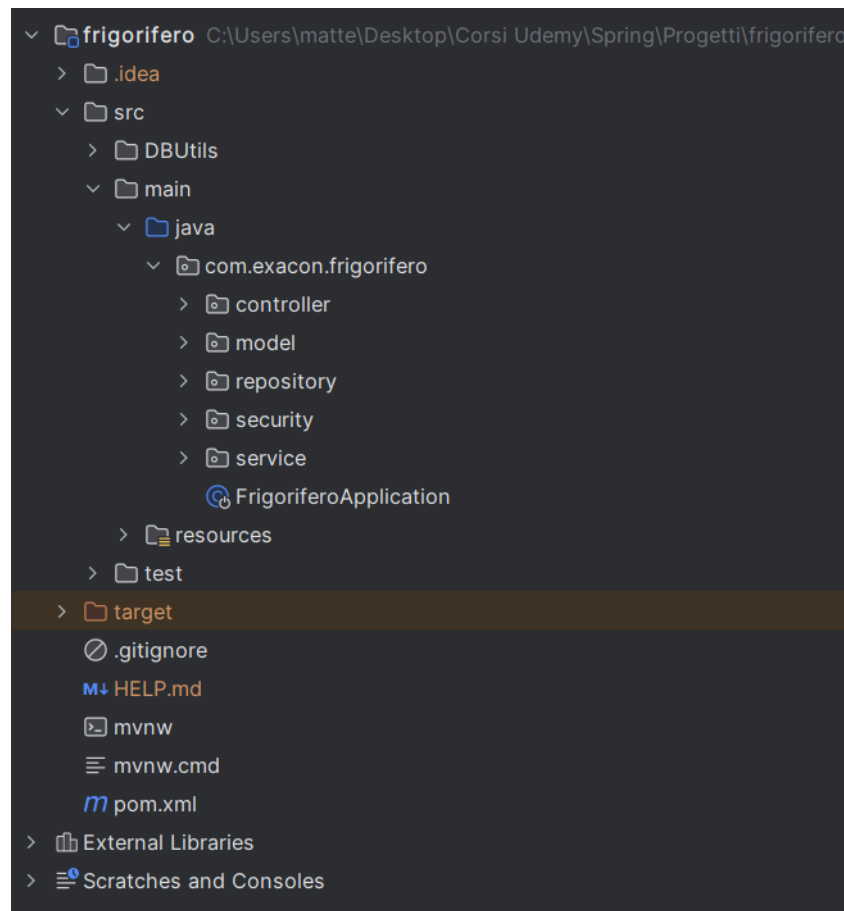 frigorifero C:\Users\matte\Desktop\Corsi Udemy\Spring\Progetti\frigorifero
.idea
src
DBUtils
main
java
com.exacon.frigorifero
controller
model
repository
security
service
FrigoriferoApplication
resources
test
target
.gitignore
M↓ HELP.md
mvnw
mvnw.cmd
m pom.xml
External Libraries
Scratches and Consoles